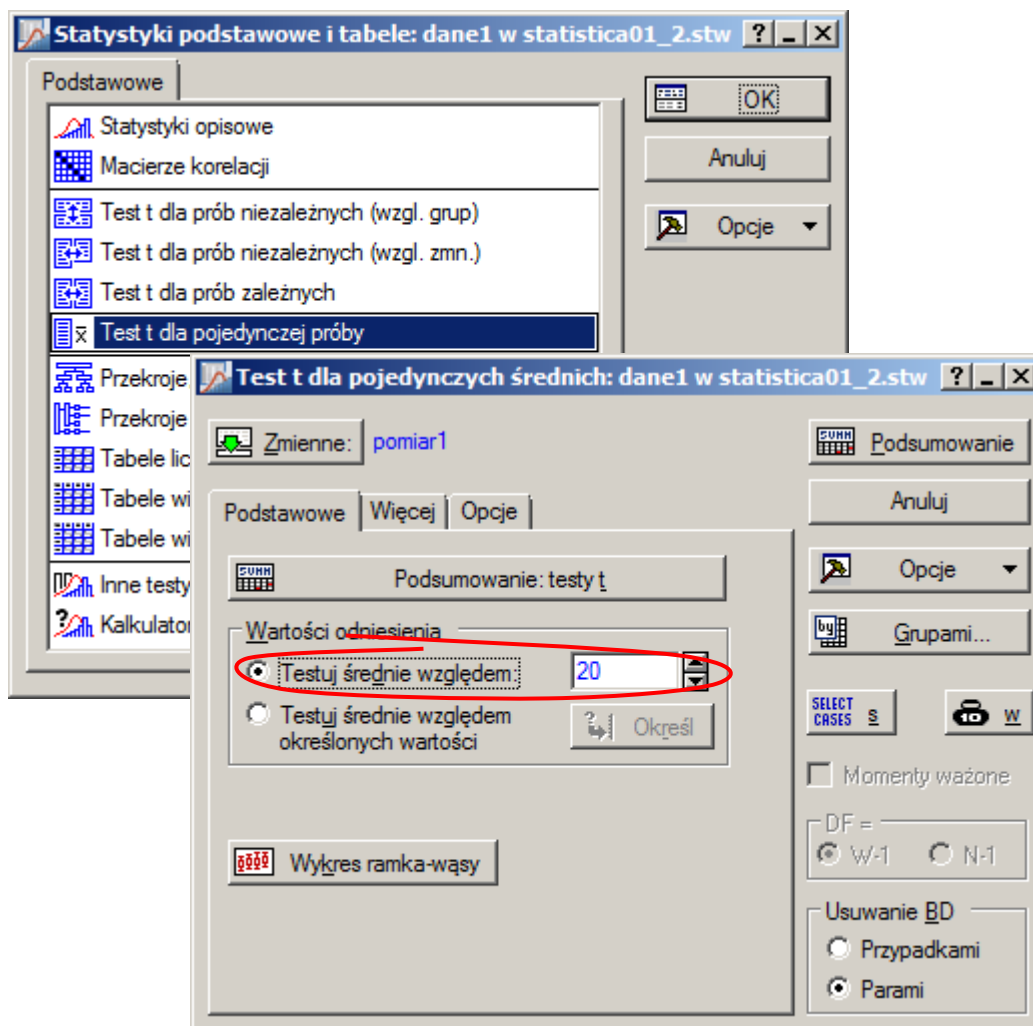 Statystyki podstawowe i tabele: dane1 w statistica01_2.stw
Podstawowe
OK
Anuluj
Opcje
Statystyki opisowe
Macierze korelacji
Test t dla prób niezależnych (wzgl. grup)
Test t dla prób niezależnych (wzgl. zmn.)
Test t dla prób zależnych
Test t dla pojedynczej próby
Przekroje
Przekroje
Tabele lic
Tabele wi
Tabele wi
Inne testy
Kalkulator
Test t dla pojedynczych średnich: dane1 w statistica01_2.stw
Zmienne: pomiar1
Podsumowanie
Anuluj
Opcje
Grupami...
SELECT CASES S
W
Momenty ważone
DF =
W-1 N-1
Usuwanie BD
Przypadkami
Parami
Podstawowe Więcej Opcje
Podsumowanie: testy t
Wartości odniesienia
Testuj średnie względem: 20
Testuj średnie względem
określonych wartości
Określ
Wykres ramka-wąsy